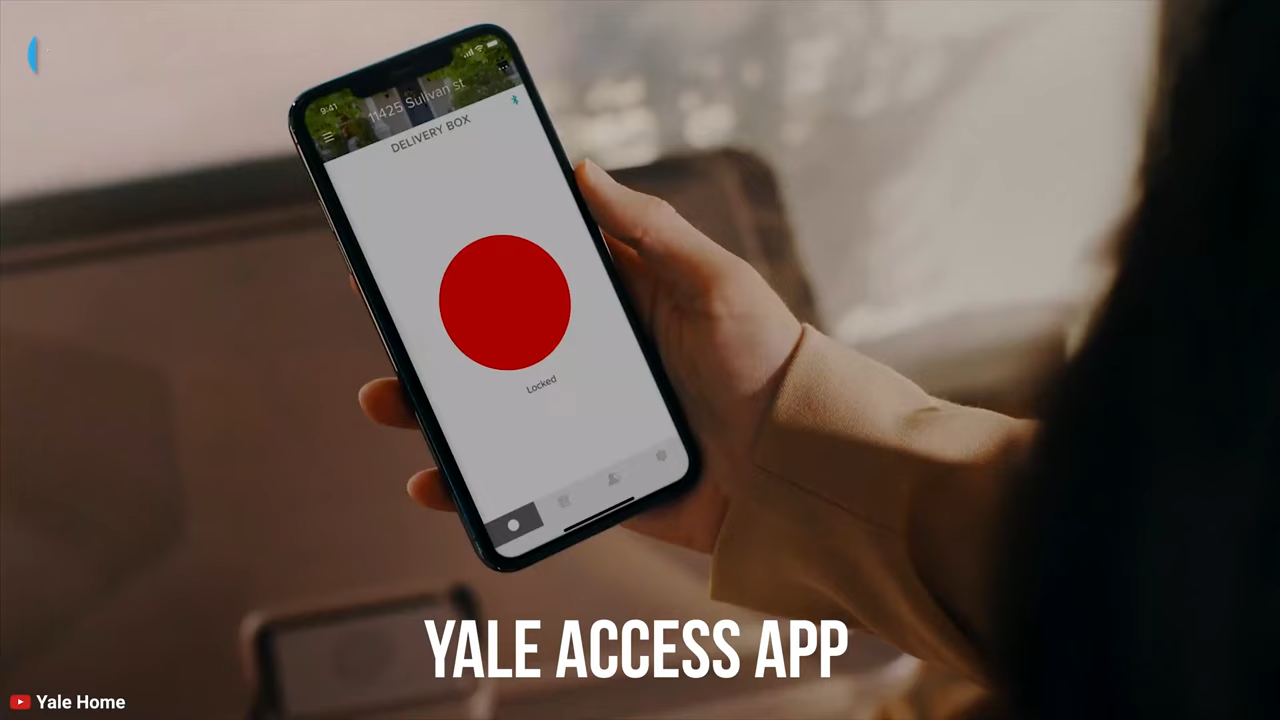 9:41
11425 Sullivan st
DELIVERY BOX
Locked
YALE ACCESS APP
Yale Home